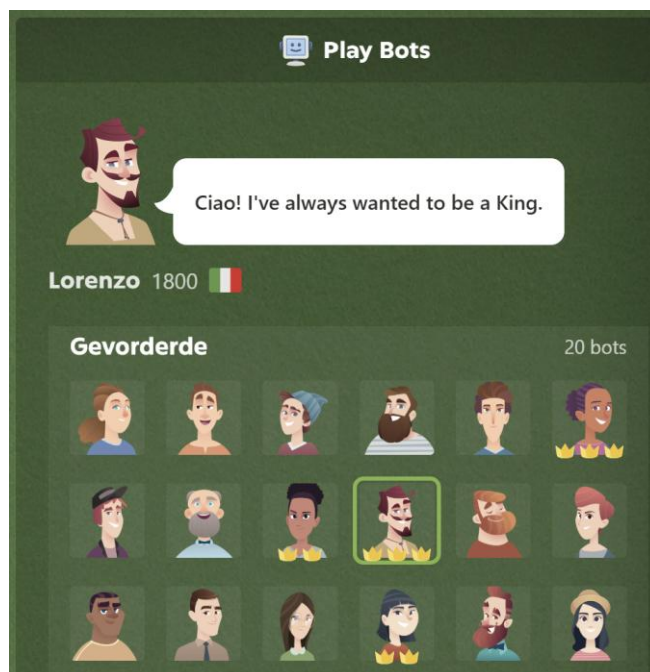 Play Bots
Ciao! I've always wanted to be a King.
Lorenzo 1800
Gevorderde 20 bots